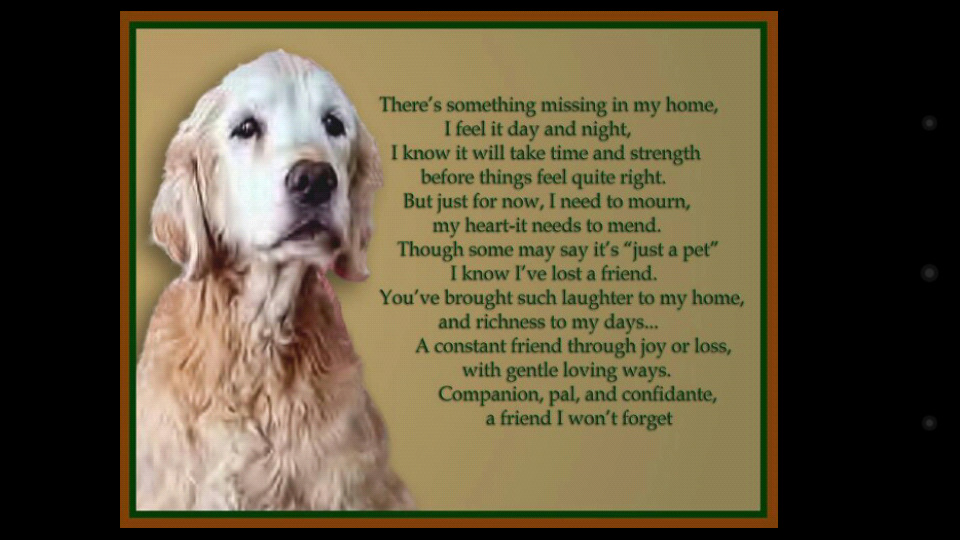 There's something missing in my home,
I feel it day and night,
I know it will take time and strength
before things feel quite right.
But just for now, I need to mourn,
my heart-it needs to mend.
Though some may say it's “just a pet”
I know I've lost a friend.
You've brought such laughter to my home,
and richness to my days...
A constant friend through joy or loss,
with gentle loving ways.
Companion, pal, and confidante,
a friend I won't forget